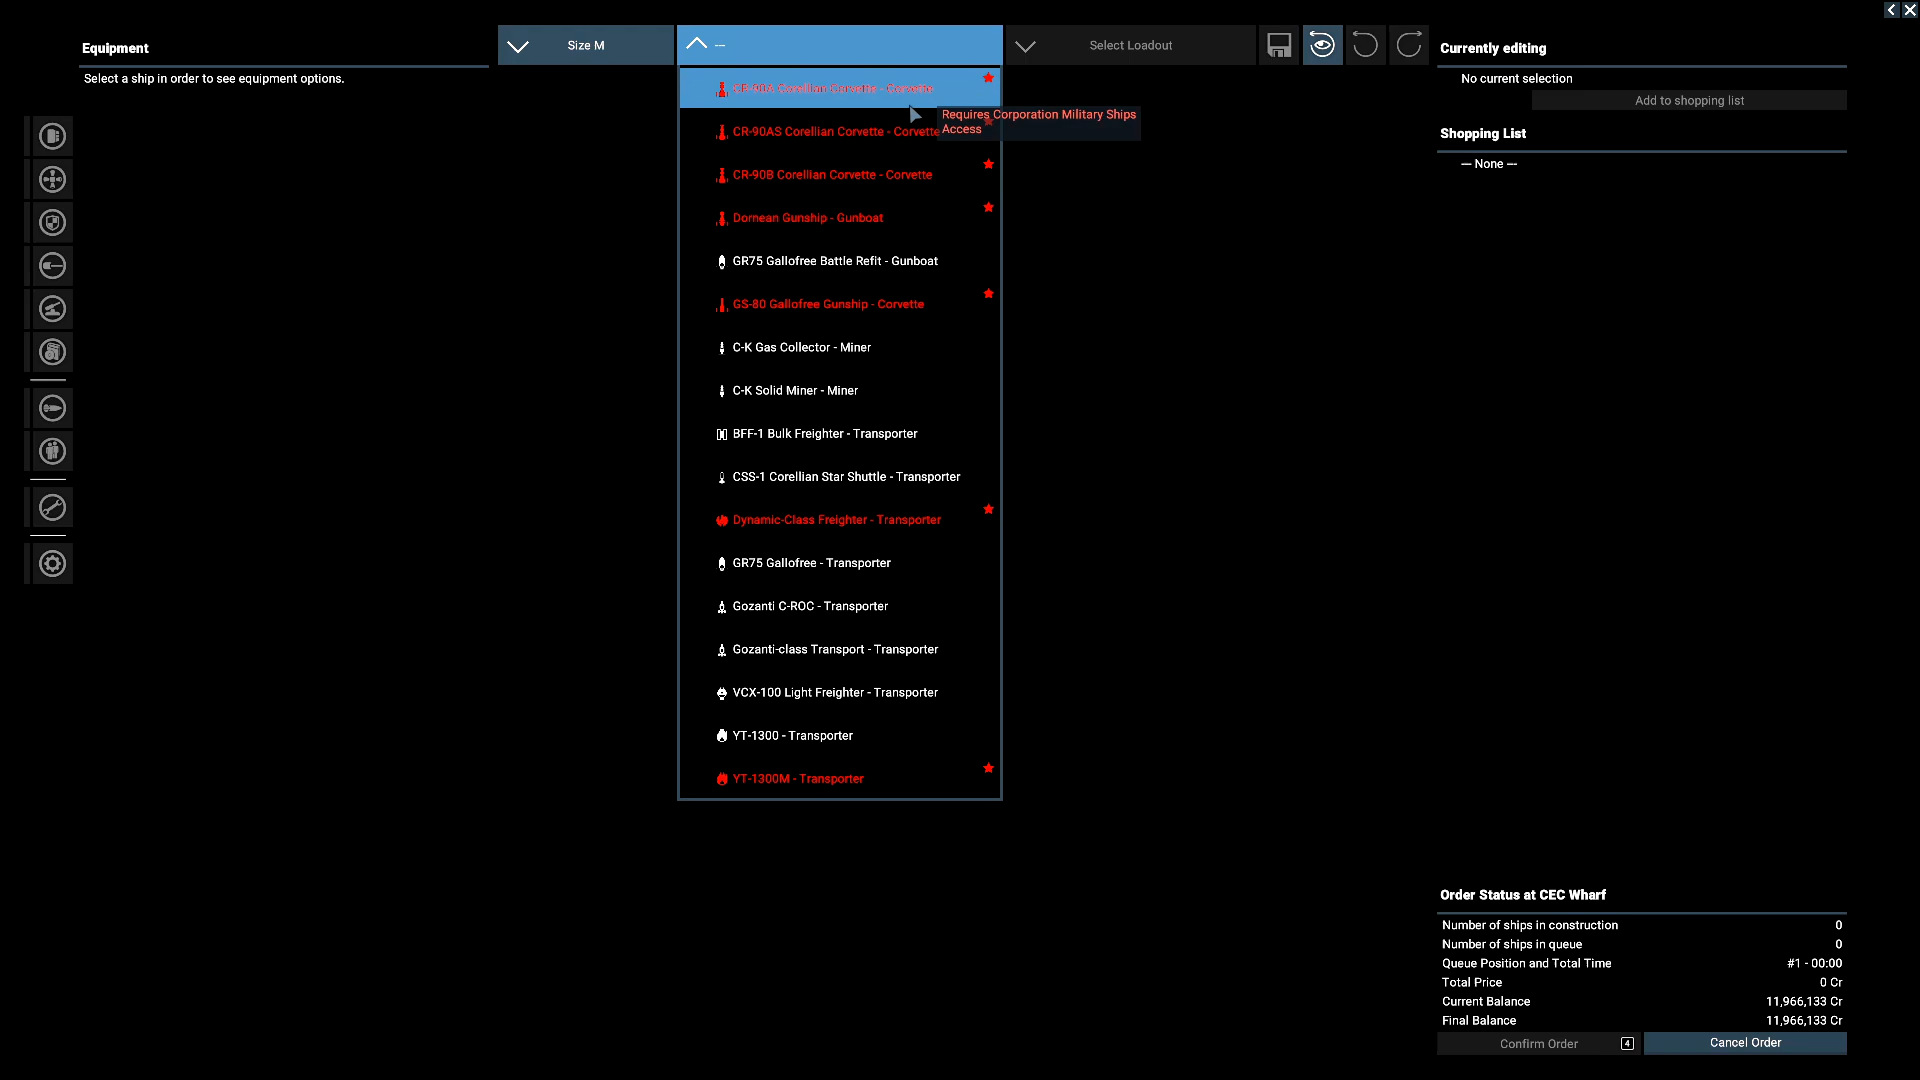 Equipment
Select a ship in order to see equipment options.
Size M
---
Select Loadout
CR-90A Corellian Corvette - Corvette
Requires Corporation Military Ships
Access
CR-90AS Corellian Corvette - Corvette
CR-90B Corellian Corvette - Corvette
Dornean Gunship - Gunboat
GR75 Gallofree Battle Refit - Gunboat
GS-80 Gallofree Gunship - Corvette
C-K Gas Collector - Miner
C-K Solid Miner - Miner
BFF-1 Bulk Freighter - Transporter
CSS-1 Corellian Star Shuttle - Transporter
Dynamic-Class Freighter - Transporter
GR75 Gallofree - Transporter
Gozanti C-ROC - Transporter
Gozanti-class Transport - Transporter
VCX-100 Light Freighter - Transporter
YT-1300 - Transporter
YT-1300M - Transporter
Currently editing
No current selection
Add to shopping list
Shopping List
--- None ---
Order Status at CEC Wharf
Number of ships in construction 0
Number of ships in queue 0
Queue Position and Total Time #1 - 00:00
Total Price 0 Cr
Current Balance 11,966,133 Cr
Final Balance 11,966,133 Cr
Confirm Order 4
Cancel Order